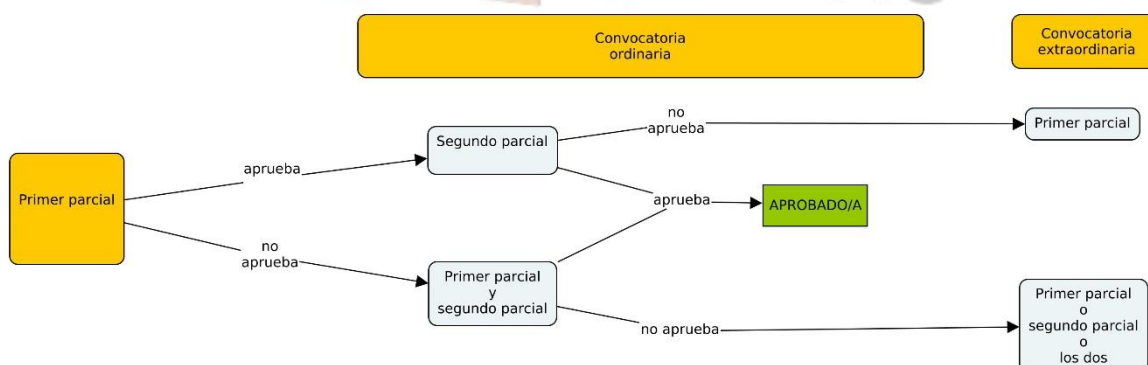 Convocatoria
ordinaria
Convocatoria
extraordinaria
no
aprueba
Primer parcial
Segundo parcial
aprueba
Primer parcial
aprueba
APROBADO/A
no
aprueba
Primer parcial
y
segundo parcial
no aprueba
Primer parcial
o
segundo parcial
o
los dos